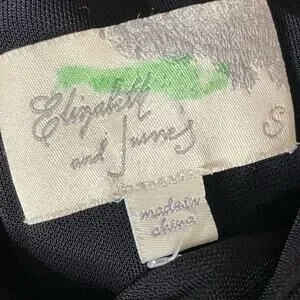 Elizabeth
and James
S
made in
china